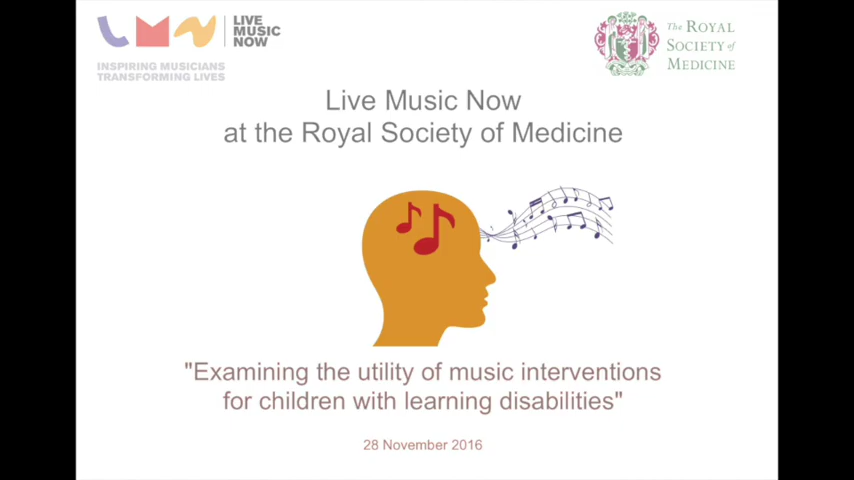 LIVE
MUSIC
NOW
INSPIRING MUSICIANS
TRANSFORMING LIVES
The ROYAL
SOCIETY of
MEDICINE
Live Music Now
at the Royal Society of Medicine
"Examining the utility of music interventions
for children with learning disabilities"
28 November 2016